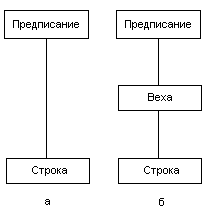 Предписание Предписание
Веха
Строка Строка
а б